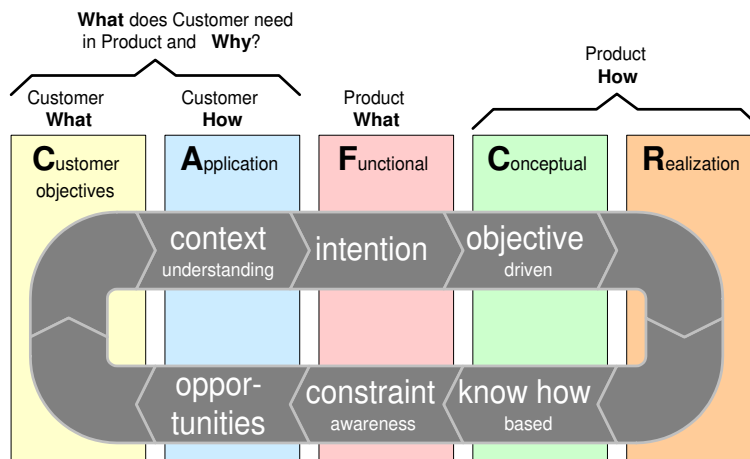 What does Customer need
in Product and Why?
Product
How
Customer
What
Customer
How
Product
What
Customer
objectives
Application
Functional
Conceptual
Realization
context
understanding
intention
objective
driven
oppor-
tunities
constraint
awareness
know how
based